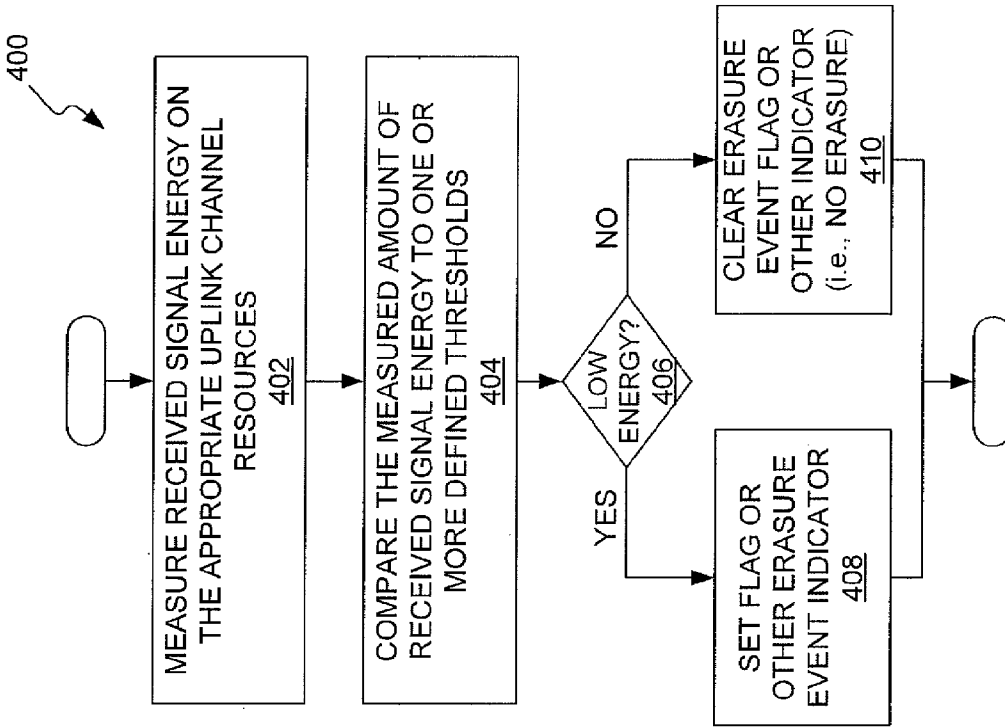 400
MEASURE RECEIVED SIGNAL ENERGY ON
THE APPROPRIATE UPLINK CHANNEL
RESOURCES
402
COMPARE THE MEASURED AMOUNT OF
RECEIVED SIGNAL ENERGY TO ONE OR
MORE DEFINED THRESHOLDS
404
LOW
ENERGY?
406
YES
NO
SET FLAG OR
OTHER ERASURE
EVENT INDICATOR
408
CLEAR ERASURE
EVENT FLAG OR
OTHER INDICATOR
(i.e., NO ERASURE)
410